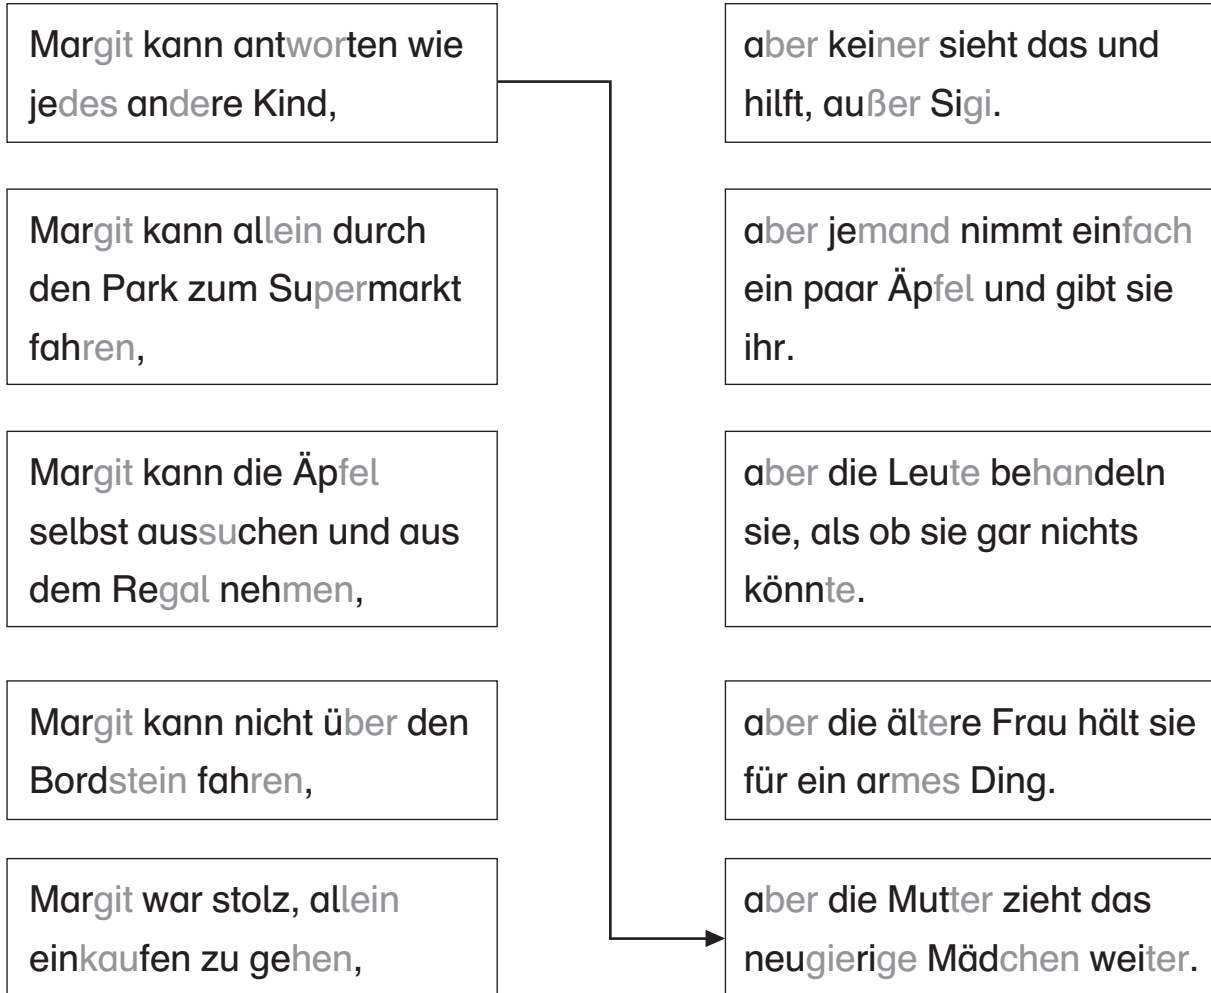 Margit kann antworten wie
jedes andere Kind,
Margit kann allein durch
den Park zum Supermarkt
fahren,
Margit kann die Äpfel
selbst aussuchen und aus
dem Regal nehmen,
Margit kann nicht über den
Bordstein fahren,
Margit war stolz, allein
einkaufen zu gehen,
aber keiner sieht das und
hilft, außer Sigi.
aber jemand nimmt einfach
ein paar Äpfel und gibt sie
ihr.
aber die Leute behandeln
sie, als ob sie gar nichts
könnte.
aber die ältere Frau hält sie
für ein armes Ding.
aber die Mutter zieht das
neugierige Mädchen weiter.